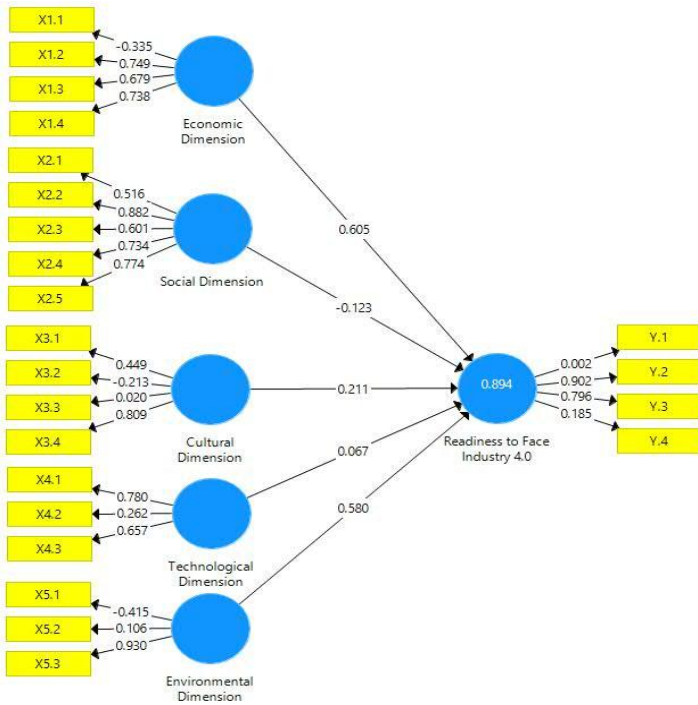 X1.1
-0.335
X1.2
0.749
X1.3
0.679
X1.4
0.738
Economic
Dimension
0.605
X2.1
0.516
X2.2
0.882
X2.3
0.601
X2.4
0.734
X2.5
0.774
Social Dimension
-0.123
X3.1
0.449
X3.2
-0.213
X3.3
0.020
X3.4
0.809
Cultural
Dimension
0.211
X4.1
0.780
X4.2
0.262
X4.3
0.657
Technological
Dimension
0.067
X5.1
-0.415
X5.2
0.106
X5.3
0.930
Environmental
Dimension
0.580
0.894
Readiness to Face
Industry 4.0
Y.1
0.002
Y.2
0.902
Y.3
0.796
Y.4
0.185